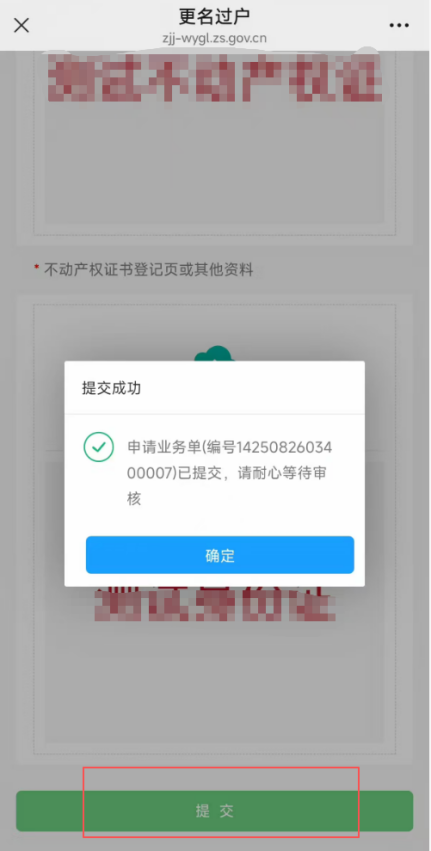 更名过户
zjj-wygl.zs.gov.cn
* 不动产权证书登记页或其他资料
提交成功
申请业务单(编号14250826034
00007)已提交，请耐心等待审
核
确定
提 交